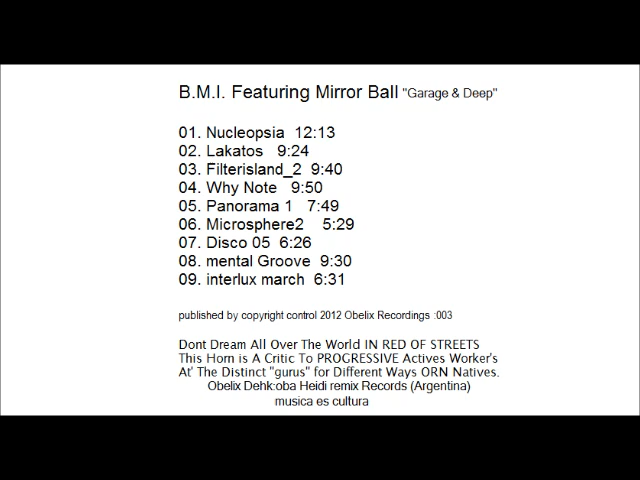 B.M.I. Featuring Mirror Ball "Garage & Deep"
01. Nucleopsia 12:13
02. Lakatos 9:24
03. Filterisland_2 9:40
04. Why Note 9:50
05. Panorama 1 7:49
06. Microsphere2 5:29
07. Disco 05 6:26
08. mental Groove 9:30
09. interlux march 6:31
published by copyright control 2012 Obelix Recordings :003
Dont Dream All Over The World IN RED OF STREETS
This Horn is A Critic To PROGRESSIVE Actives Worker's
At' The Distinct "gurus" for Different Ways ORN Natives.
Obelix Dehk:oba Heidi remix Records (Argentina)
musica es cultura